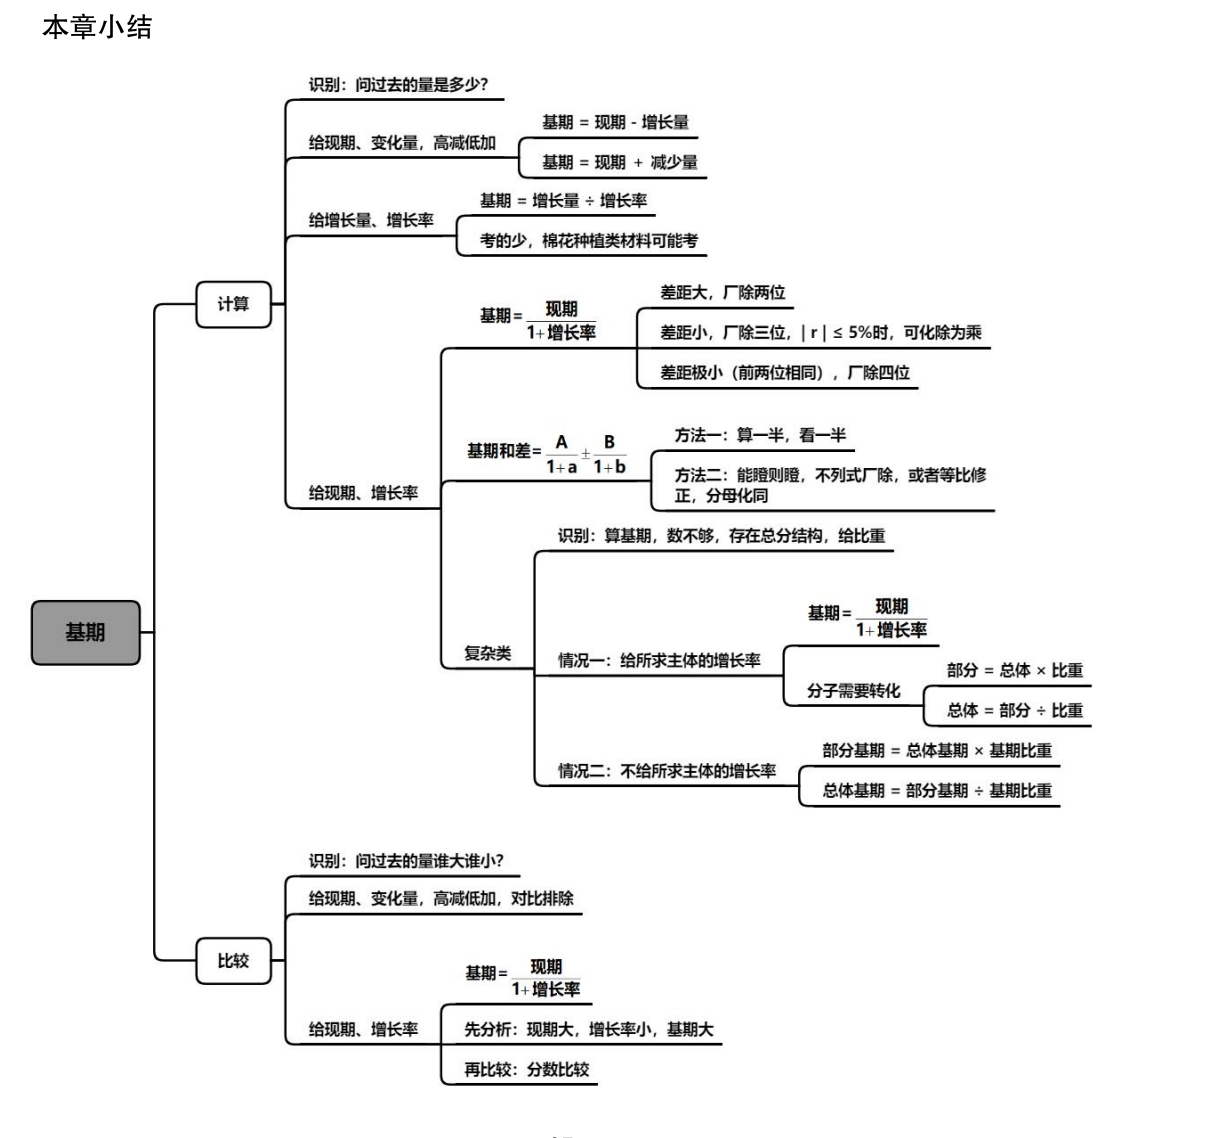 本章小结
基期
计算
识别：问过去的量是多少?
给现期、变化量，高减低加
基期 = 现期 - 增长量
基期 = 现期 + 减少量
给增长量、增长率
基期 = 增长量 ÷ 增长率
考的少，棉花种植类材料可能考
给现期、增长率
基期= 现期
1+增长率
差距大，厂除两位
差距小，厂除三位，| r | ≤ 5%时，可化除为乘
差距极小（前两位相同），厂除四位
基期和差= A ± B
1+a 1+b
方法一：算一半，看一半
方法二：能瞪则瞪，不列式厂除，或者等比修
正，分母化同
复杂类
识别：算基期，数不够，存在总分结构，给比重
情况一：给所求主体的增长率
基期= 现期
1+增长率
分子需要转化
部分 = 总体 × 比重
总体 = 部分 ÷ 比重
情况二：不给所求主体的增长率
部分基期 = 总体基期 × 基期比重
总体基期 = 部分基期 ÷ 基期比重
比较
识别：问过去的量谁大谁小?
给现期、变化量，高减低加，对比排除
给现期、增长率
基期= 现期
1+增长率
先分析：现期大，增长率小，基期大
再比较：分数比较